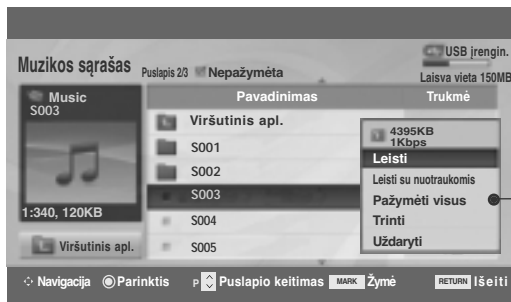 USB įrengin.
Muzikos sąrašas Puslapis 2/3 Nepažymėta
Laisva vieta 150MB
Music
S003
Pavadinimas Trukmė
Viršutinis apl.
S001
S002
S003
S004
S005
1:340, 120KB
Viršutinis apl.
4395KB
1Kbps
Leisti
Leisti su nuotraukomis
Pažymėti visus
Trinti
Uždaryti
Navigacija Parinktis P Puslapio keitimas MARK Žymė RETURN Išeiti